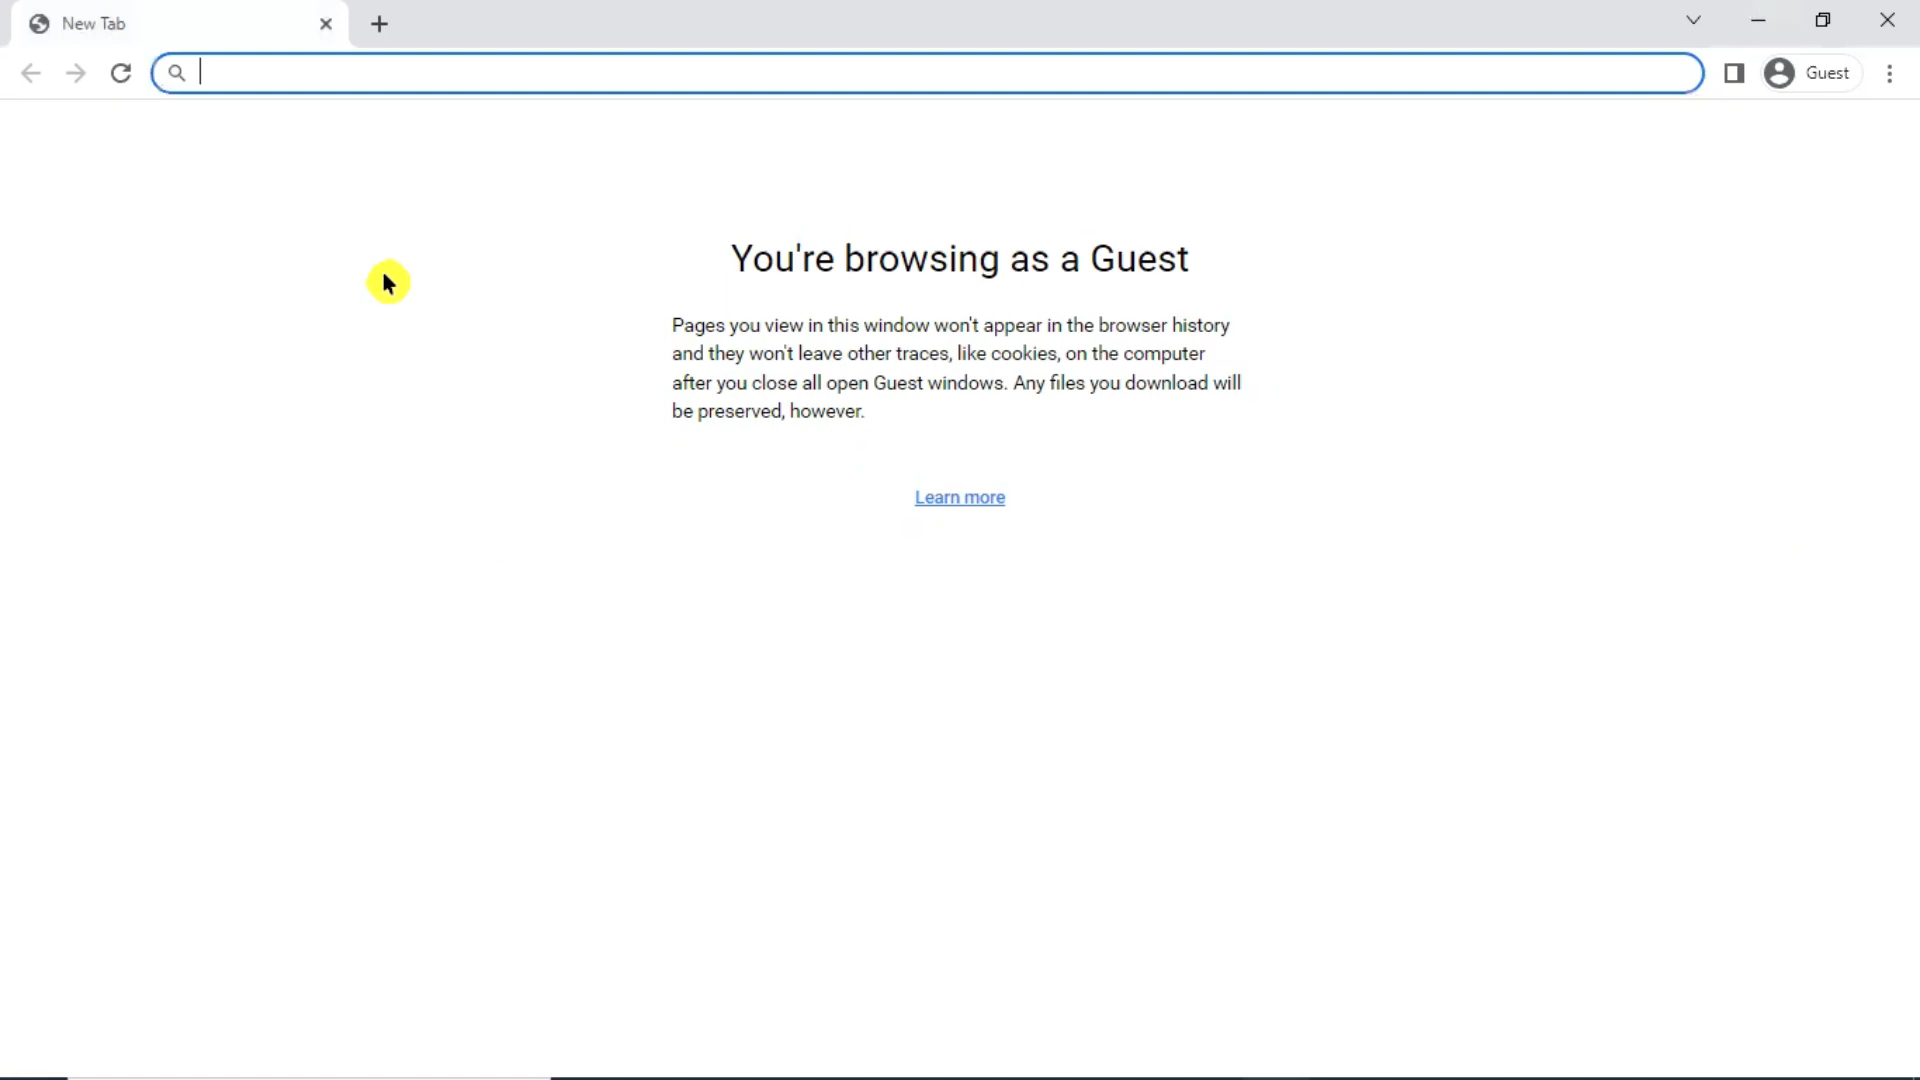 New Tab
Guest
You're browsing as a Guest
Pages you view in this window won't appear in the browser history
and they won't leave other traces, like cookies, on the computer
after you close all open Guest windows. Any files you download will
be preserved, however.
Learn more